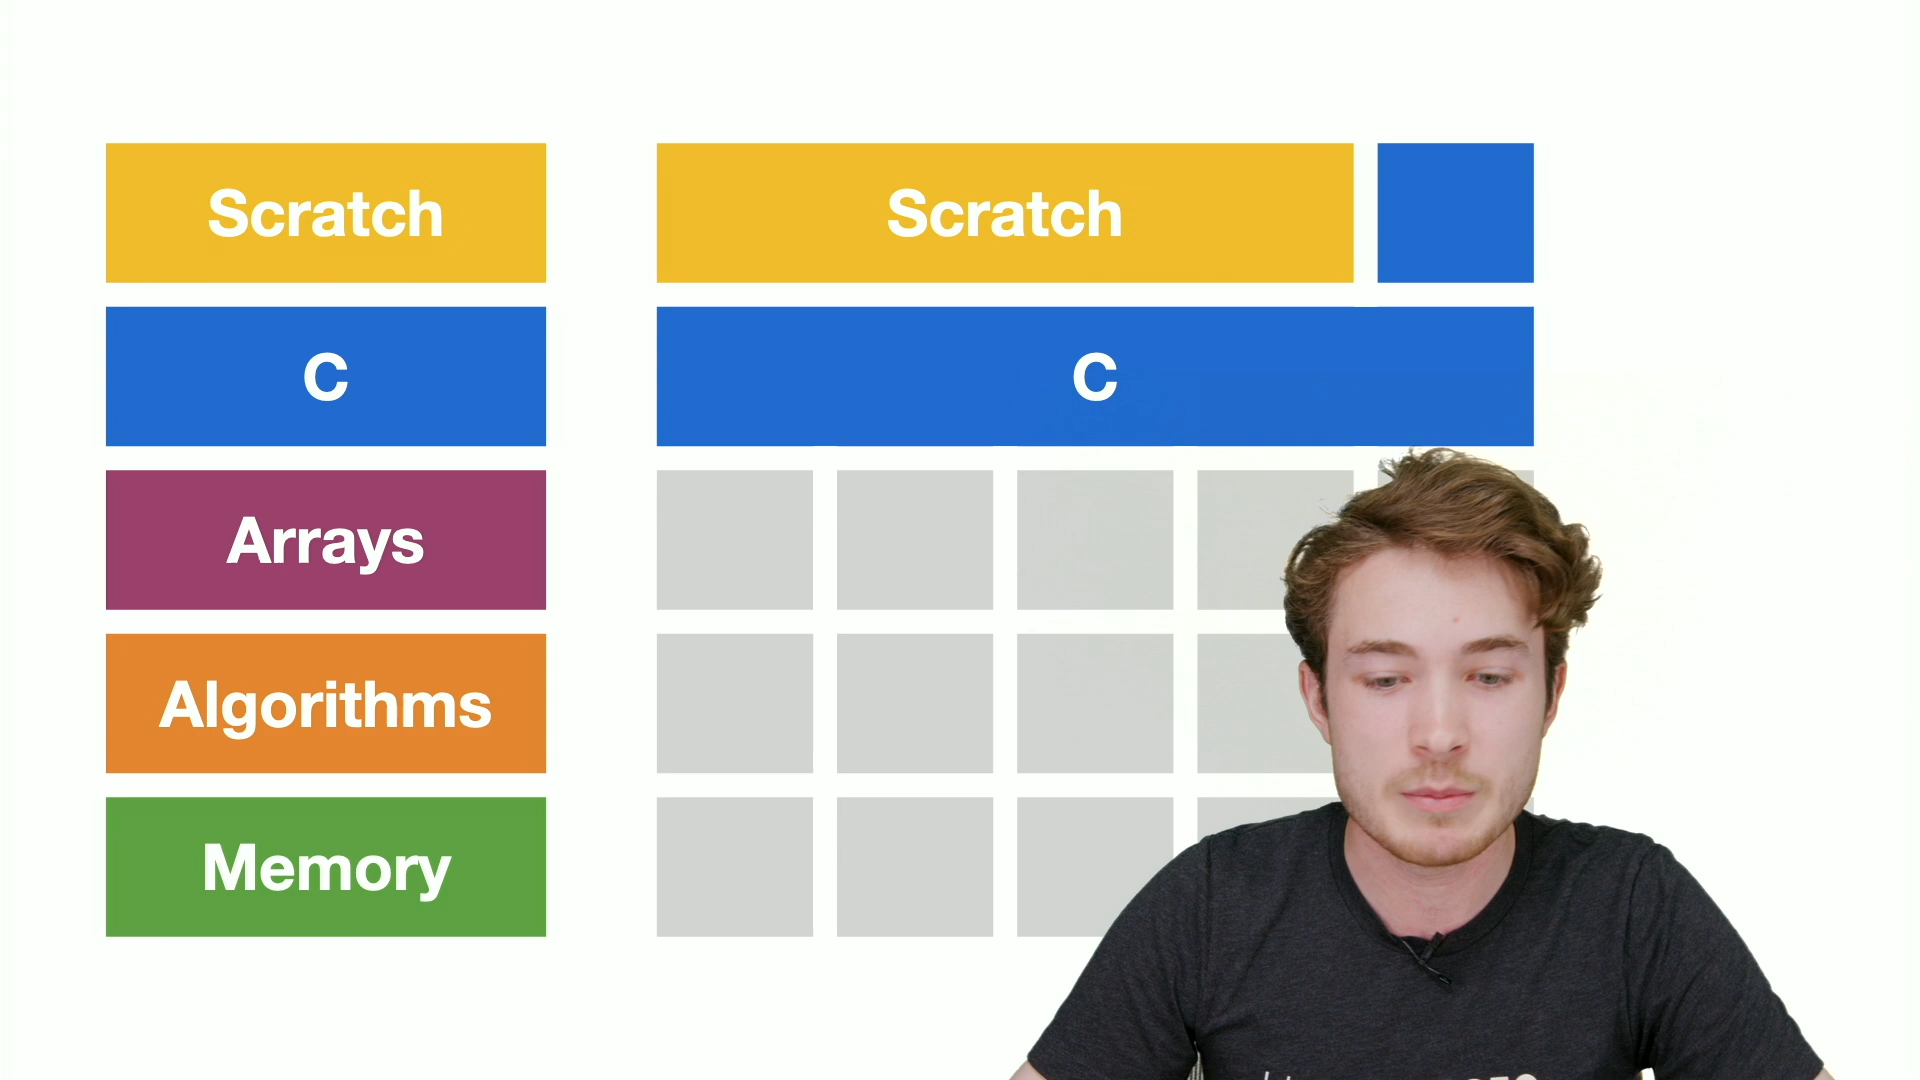 Scratch
Scratch
C
C
Arrays
Algorithms
Memory